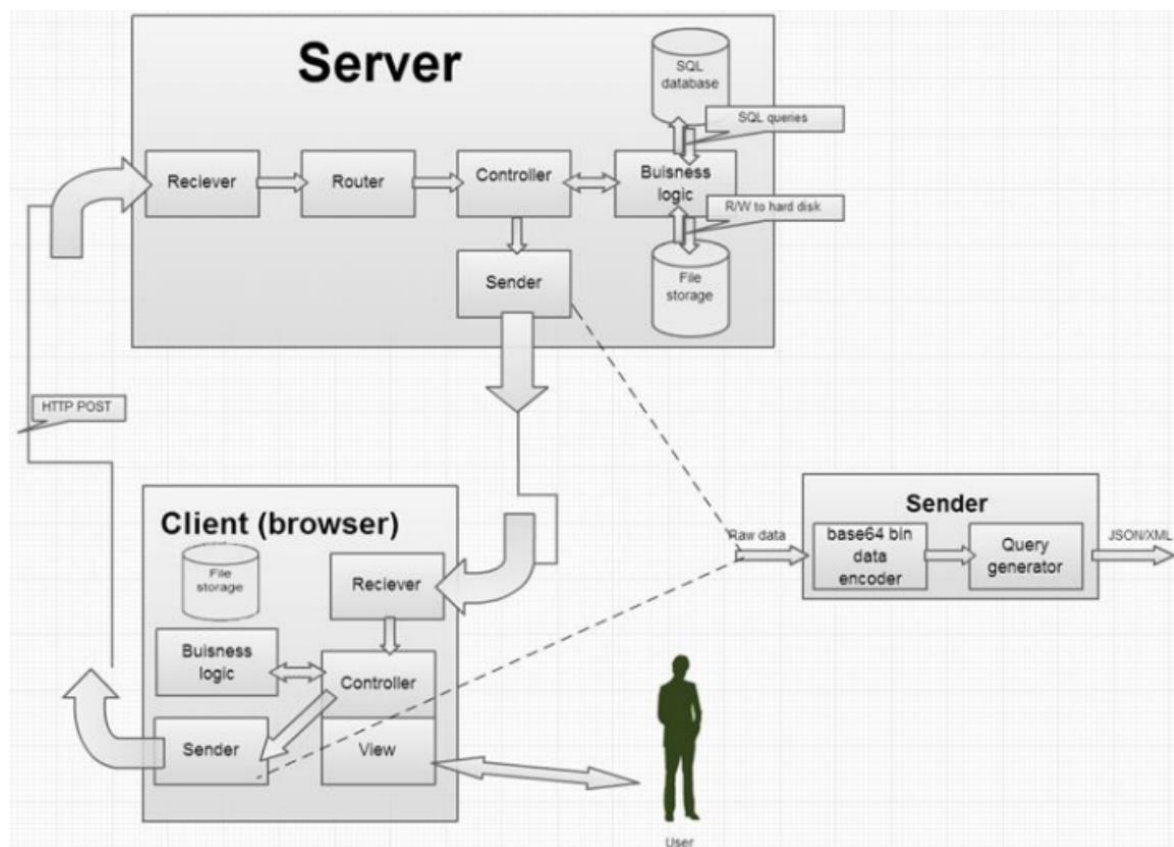 Server
SQL
database
SQL queries
Reciever
Router
Controller
Buisness
logic
R/W to hard disk
Sender
File
storage
HTTP POST
Client (browser)
File
storage
Reciever
Buisness
logic
Controller
Sender
View
User
Sender
Raw data
base64 bin
data
encoder
Query
generator
JSON/XML